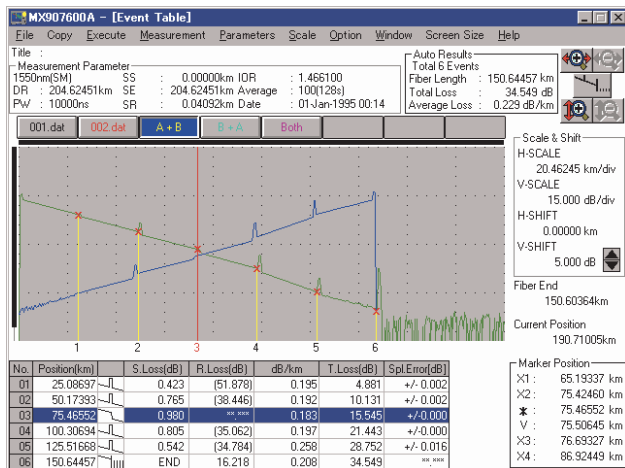 MX907600A - [Event Table]
File Copy Execute Measurement Parameters Scale Option Window Screen Size Help
Title :
Measurement Parameter
1550nm(SM) SS : 0.00000km IOR : 1.466100
DR : 204.62451km SE : 204.62451km Average : 100(128s)
PW : 10000ns SR : 0.04092km Date : 01-Jan-1995 00:14
Auto Results
Total 6 Events
Fiber Length : 150.64457 km
Total Loss : 34.549 dB
Average Loss : 0.229 dB/km
001.dat 002.dat A + B B + A Both
Scale & Shift
H-SCALE
20.46245 km/div
V-SCALE
15.000 dB/div
H-SHIFT
0.00000 km
V-SHIFT
5.000 dB
Fiber End
150.60364km
Current Position
190.71005km
1 2 3 4 5 6
No. Position(km) S.Loss(dB) R.Loss(dB) dB/km T.Loss(dB) Spl.Error(dB)
01 25.08697 0.423 (51.878) 0.195 4.881 +/-0.002
02 50.17393 0.765 (38.446) 0.192 10.131 +/-0.002
03 75.46552 0.980 **.*** 0.183 15.545 +/-0.000
04 100.30694 0.805 (35.062) 0.197 21.443 +/-0.000
05 125.51668 0.542 (34.784) 0.258 28.752 +/-0.016
06 150.64457 END 16.218 0.208 34.549 **.***
Marker Position
X1 : 65.19337 km
X2 : 75.42460 km
* : 75.46552 km
V : 75.50645 km
X3 : 76.69327 km
X4 : 86.92449 km